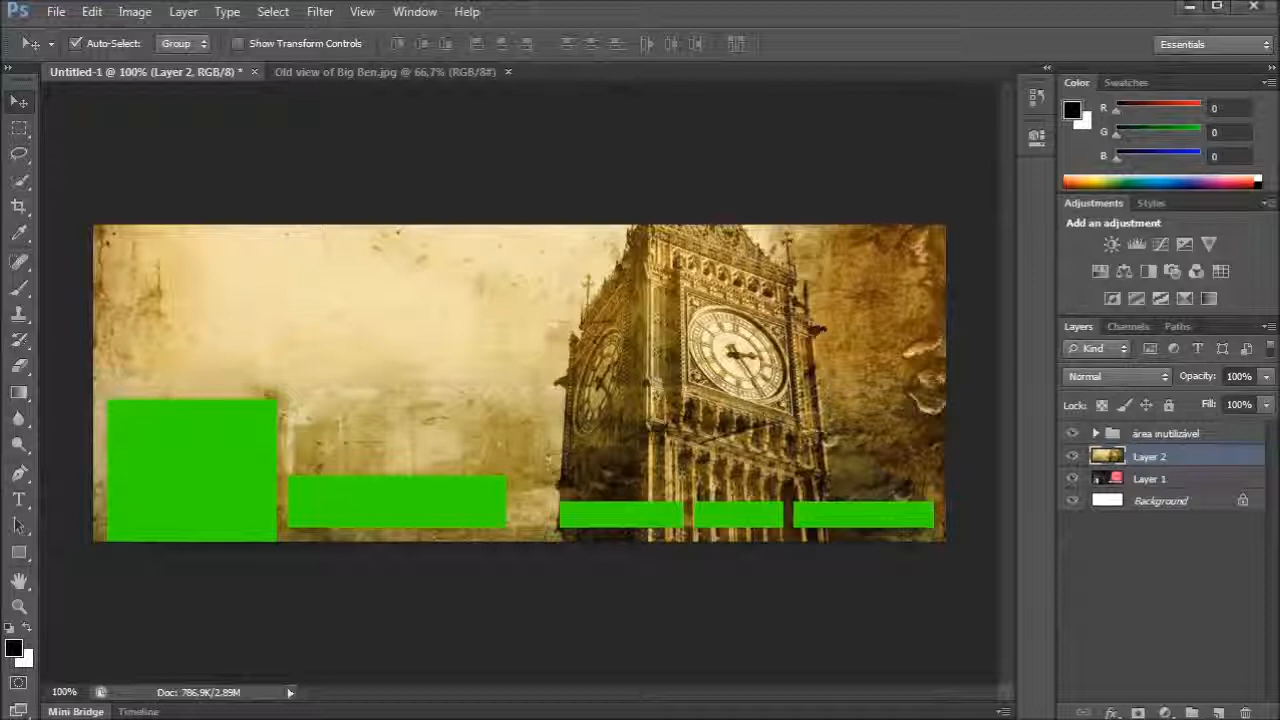 Ps File Edit Image Layer Type Select Filter View Window Help
Auto-Select: Group Show Transform Controls Essentials
Untitled-1 @ 100% (Layer 2, RGB/8) * × Old view of Big Ben.jpg @ 66,7% (RGB/8#) ×
Color Swatches
R 0
G 0
B 0
Adjustments Styles
Add an adjustment
Layers Channels Paths
Kind
Normal Opacity: 100%
Lock: Fill: 100%
área inutilizável
Layer 2
Layer 1
Background
100% Doc: 786,9K/2,89M
Mini Bridge Timeline